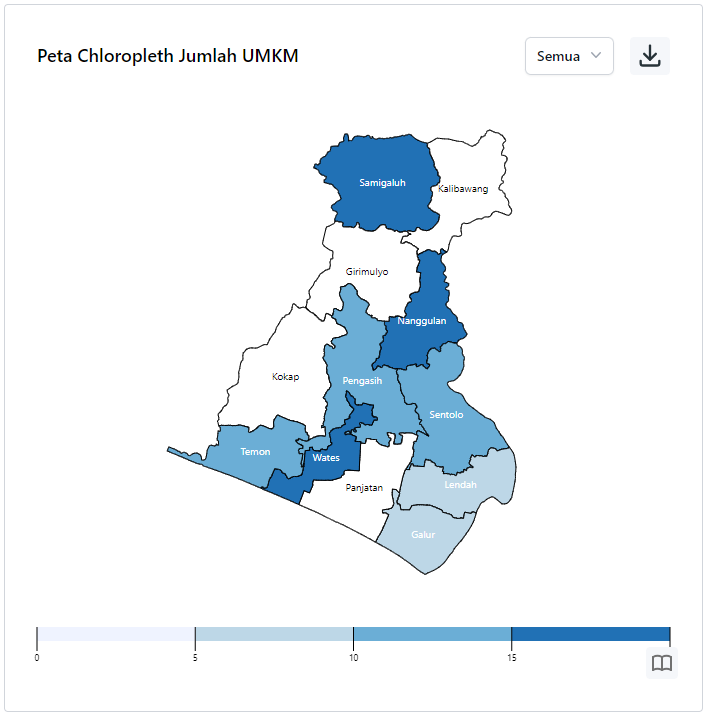 Peta Chloropleth Jumlah UMKM
Semua
Samigaluh
Kalibawang
Girimulyo
Nanggulan
Kokap
Pengasih
Sentolo
Temon
Wates
Lendah
Panjatan
Galur
0
5
10
15